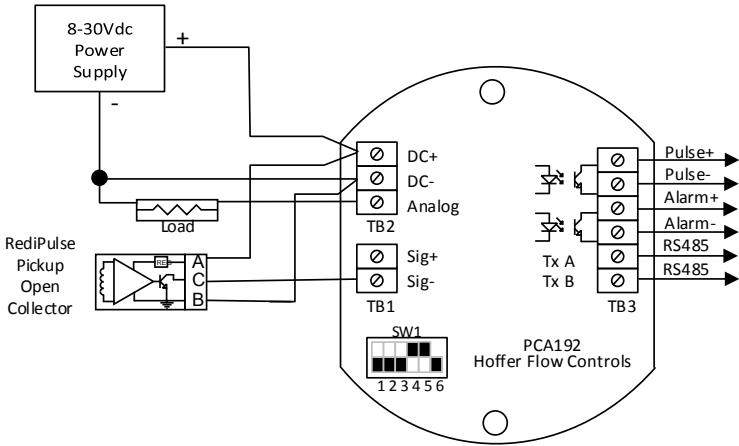 8-30Vdc
Power
Supply
+
-
Load
RediPulse
Pickup
Open
Collector
REG
A
C
B
DC+
DC-
Analog
TB2
Sig+
Sig-
TB1
SW1
1 2 3 4 5 6
PCA192
Hoffer Flow Controls
Tx A
Tx B
TB3
Pulse+
Pulse-
Alarm+
Alarm-
RS485
RS485